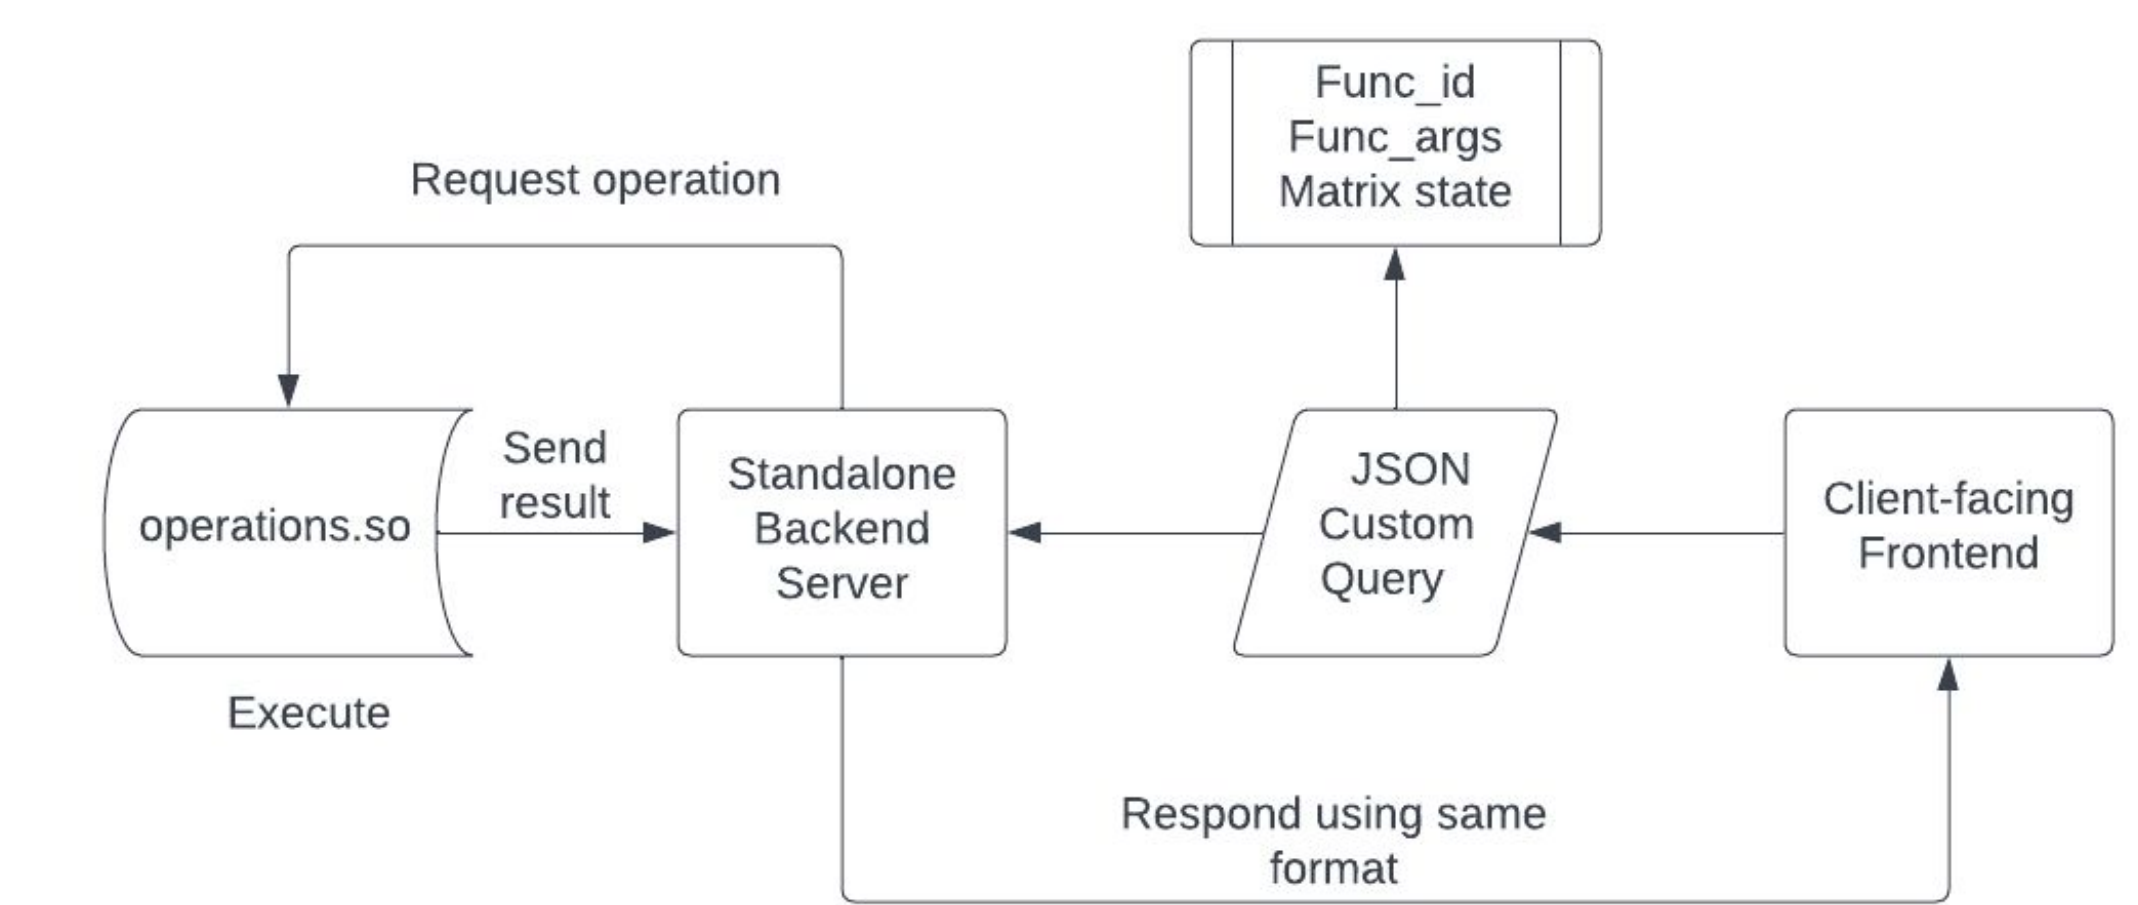 Func_id
Func_args
Matrix state
Request operation
operations.so
Send
result
Standalone
Backend
Server
JSON
Custom
Query
Client-facing
Frontend
Execute
Respond using same
format